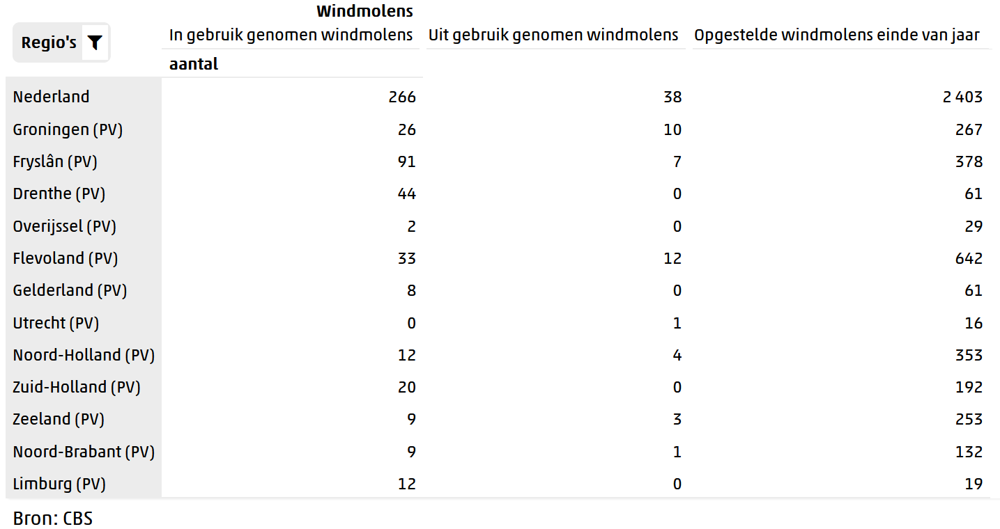 Windmolens
Regio's
In gebruik genomen windmolens Uit gebruik genomen windmolens Opgestelde windmolens einde van jaar
aantal
Nederland 266 38 2 403
Groningen (PV) 26 10 267
Fryslân (PV) 91 7 378
Drenthe (PV) 44 0 61
Overijssel (PV) 2 0 29
Flevoland (PV) 33 12 642
Gelderland (PV) 8 0 61
Utrecht (PV) 0 1 16
Noord-Holland (PV) 12 4 353
Zuid-Holland (PV) 20 0 192
Zeeland (PV) 9 3 253
Noord-Brabant (PV) 9 1 132
Limburg (PV) 12 0 19
Bron: CBS